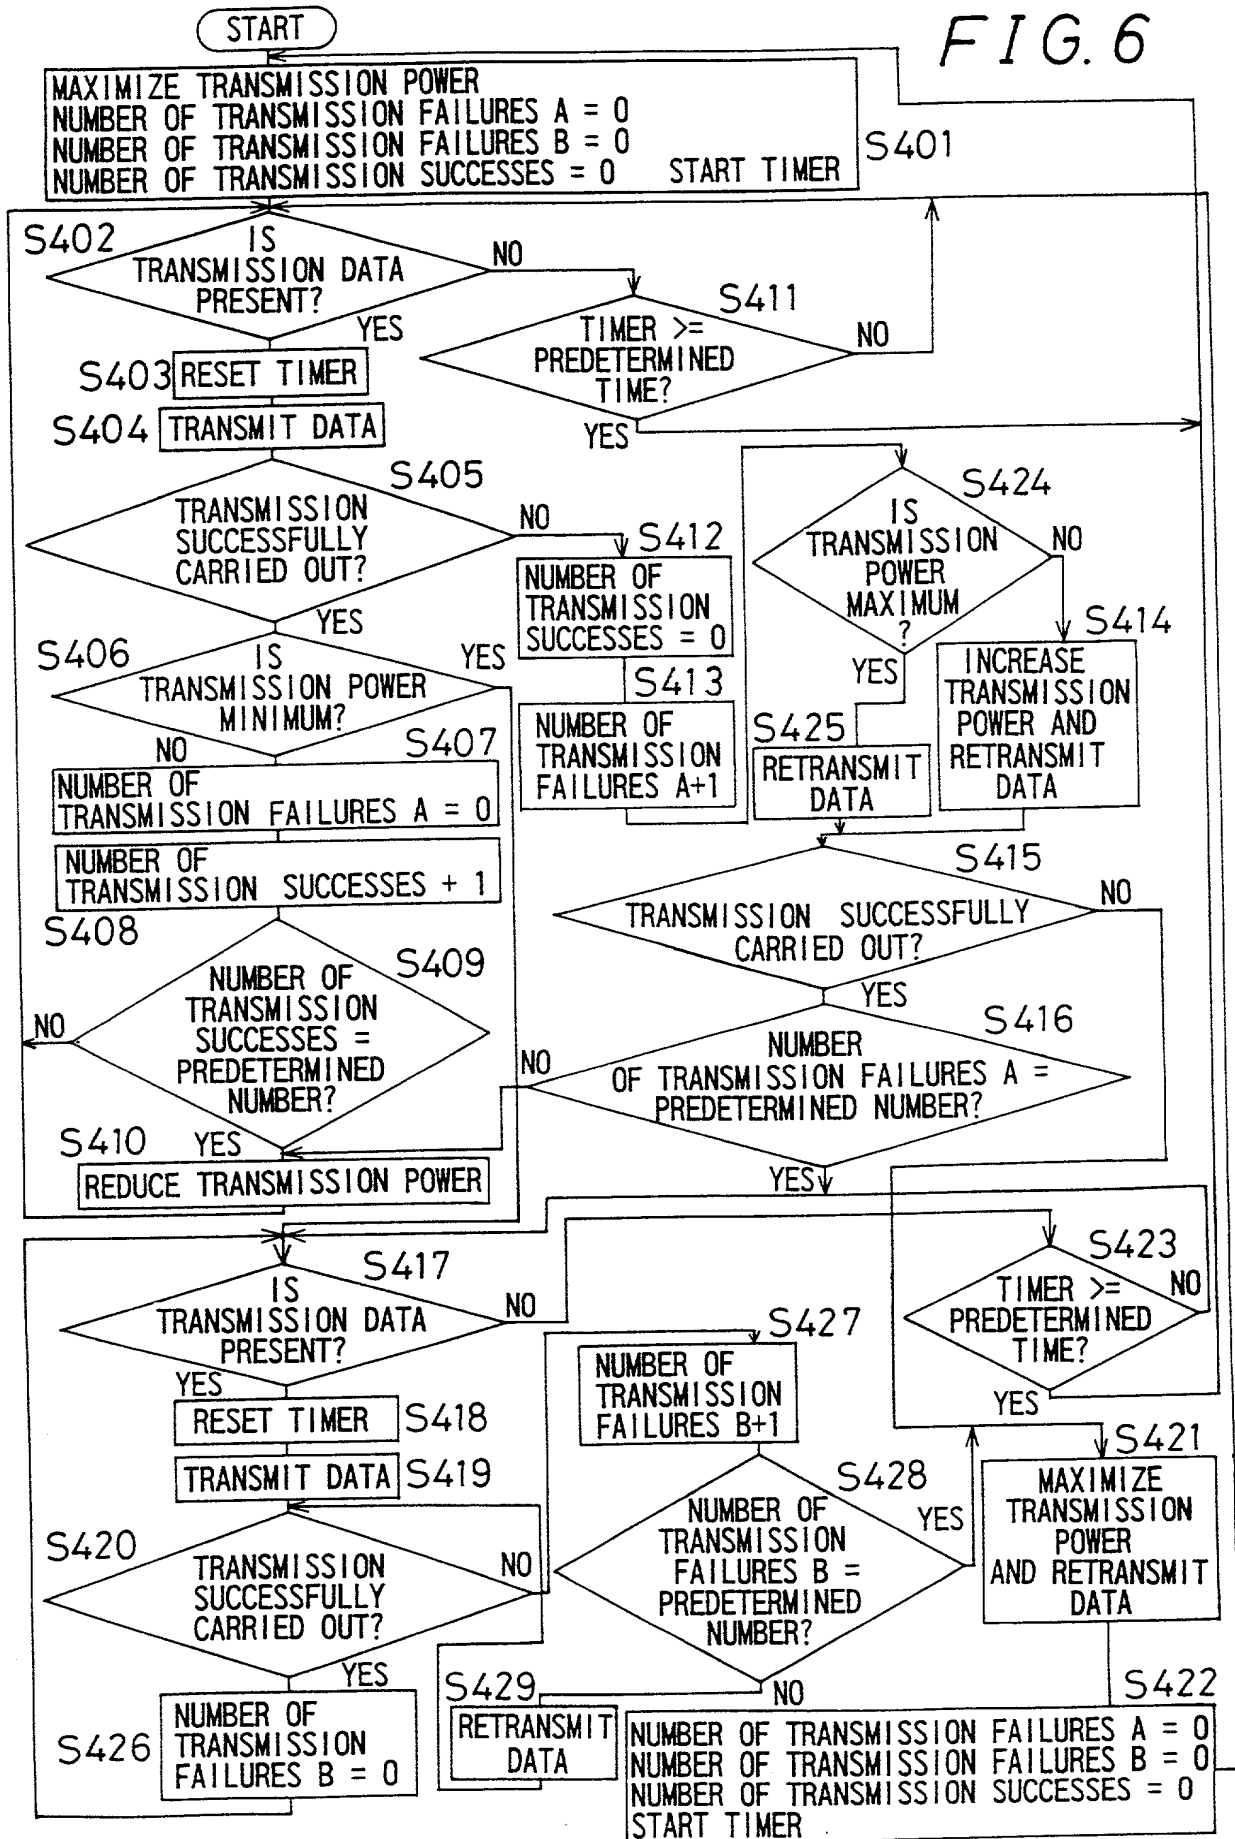 FIG. 6
START
MAXIMIZE TRANSMISSION POWER
NUMBER OF TRANSMISSION FAILURES A = 0
NUMBER OF TRANSMISSION FAILURES B = 0
NUMBER OF TRANSMISSION SUCCESSES = 0 START TIMER
S401
S402
IS
TRANSMISSION DATA
PRESENT?
NO
YES
S411
TIMER >=
PREDETERMINED
TIME?
NO
YES
S403
RESET TIMER
S404
TRANSMIT DATA
S405
TRANSMISSION
SUCCESSFULLY
CARRIED OUT?
NO
YES
S412
NUMBER OF
TRANSMISSION
SUCCESSES = 0
S413
NUMBER OF
TRANSMISSION
FAILURES A+1
S424
IS
TRANSMISSION
POWER
MAXIMUM
?
NO
YES
S414
INCREASE
TRANSMISSION
POWER AND
RETRANSMIT
DATA
S425
RETRANSMIT
DATA
S406
IS
TRANSMISSION POWER
MINIMUM?
YES
NO
S407
NUMBER OF
TRANSMISSION FAILURES A = 0
NUMBER OF
TRANSMISSION SUCCESSES + 1
S408
S409
NUMBER OF
TRANSMISSION
SUCCESSES =
PREDETERMINED
NUMBER?
NO
YES
S410
REDUCE TRANSMISSION POWER
S415
TRANSMISSION SUCCESSFULLY
CARRIED OUT?
NO
YES
S416
NUMBER
OF TRANSMISSION FAILURES A =
PREDETERMINED NUMBER?
NO
YES
S417
IS
TRANSMISSION DATA
PRESENT?
NO
YES
S423
TIMER >=
PREDETERMINED
TIME?
NO
YES
RESET TIMER
S418
TRANSMIT DATA
S419
S420
TRANSMISSION
SUCCESSFULLY
CARRIED OUT?
NO
YES
S426
NUMBER OF
TRANSMISSION
FAILURES B = 0
S427
NUMBER OF
TRANSMISSION
FAILURES B+1
S428
NUMBER OF
TRANSMISSION
FAILURES B =
PREDETERMINED
NUMBER?
YES
NO
S429
RETRANSMIT
DATA
S421
MAXIMIZE
TRANSMISSION
POWER
AND RETRANSMIT
DATA
S422
NUMBER OF TRANSMISSION FAILURES A = 0
NUMBER OF TRANSMISSION FAILURES B = 0
NUMBER OF TRANSMISSION SUCCESSES = 0
START TIMER